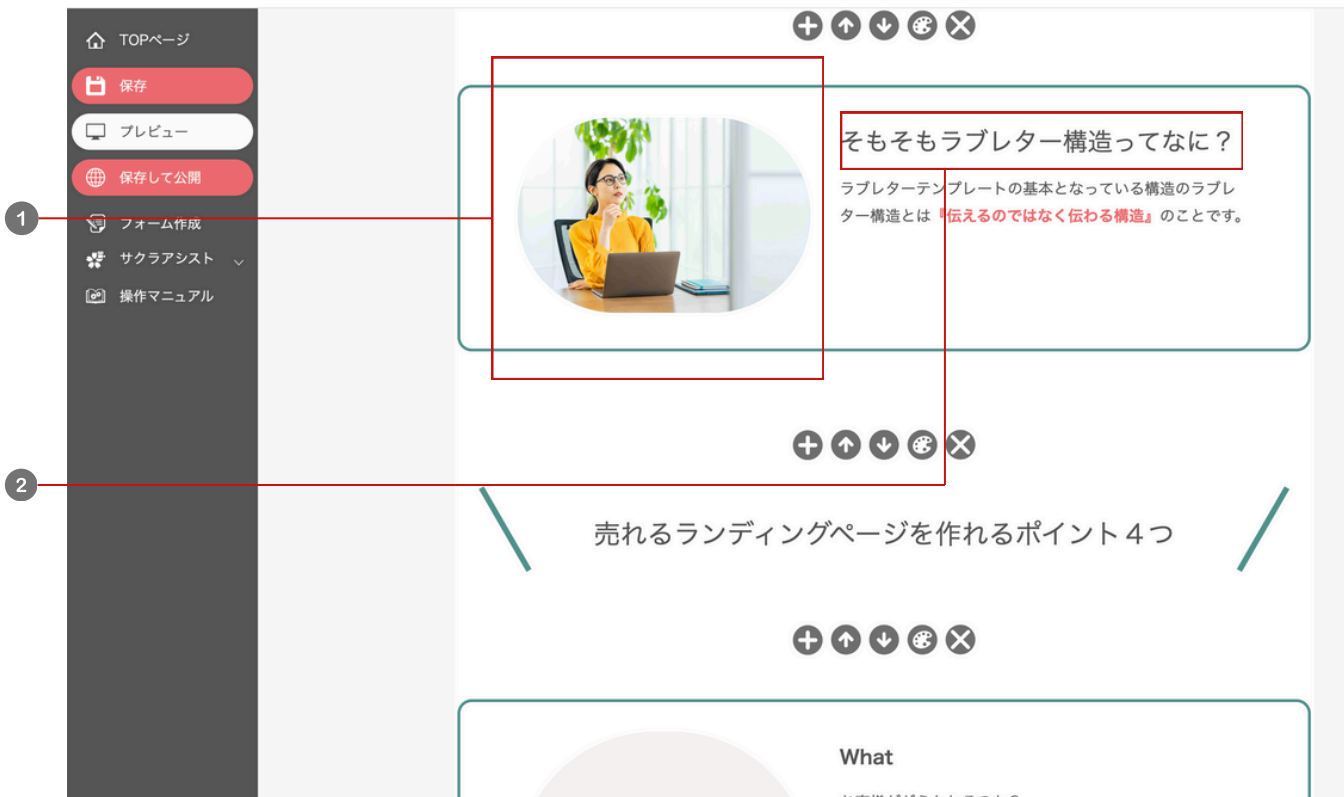 TOPページ
保存
プレビュー
保存して公開
フォーム作成
サクラアシスト
操作マニュアル
1
2
そもそもラブレター構造ってなに？
ラブレターテンプレートの基本となっている構造のラブレ
ター構造とは『伝えるのではなく伝わる構造』のことです。
売れるランディングページを作れるポイント４つ
What